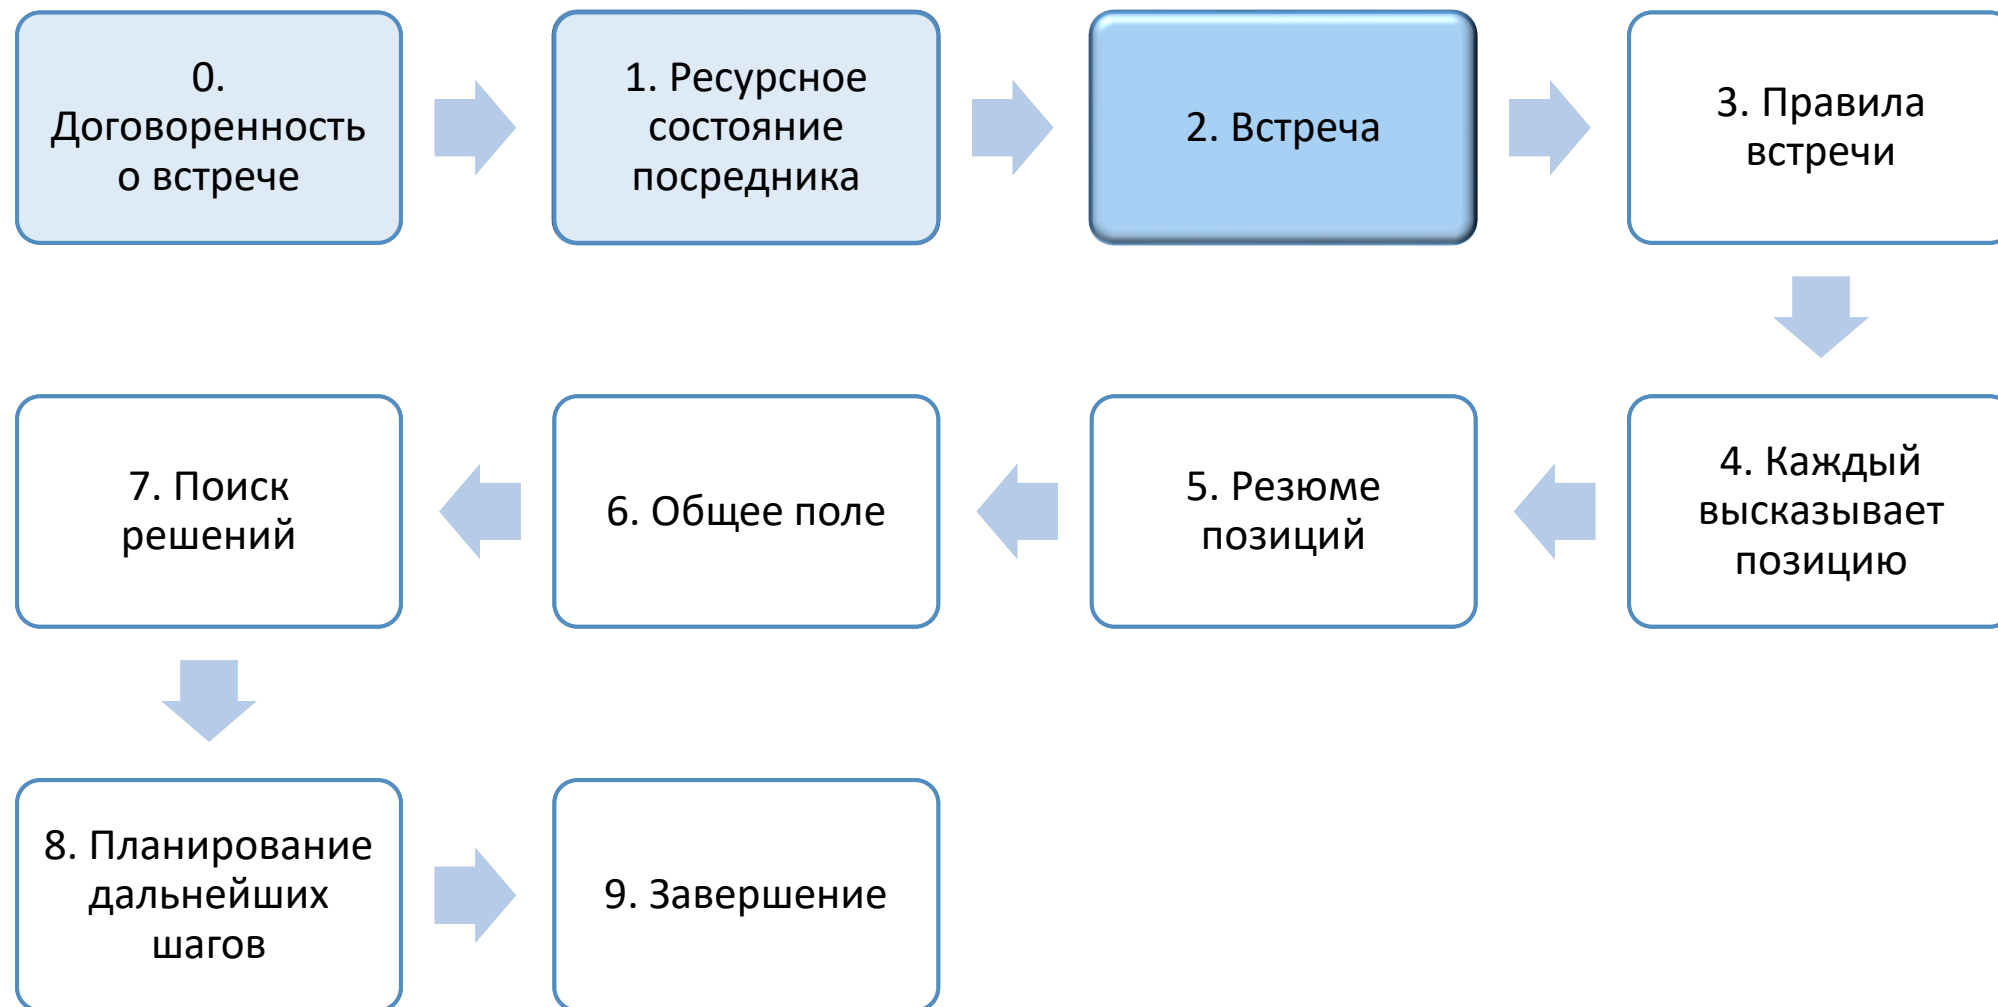 0.
Договоренность
о встрече
1. Ресурсное
состояние
посредника
2. Встреча
3. Правила
встречи
4. Каждый
высказывает
позицию
5. Резюме
позиций
6. Общее поле
7. Поиск
решений
8. Планирование
дальнейших
шагов
9. Завершение